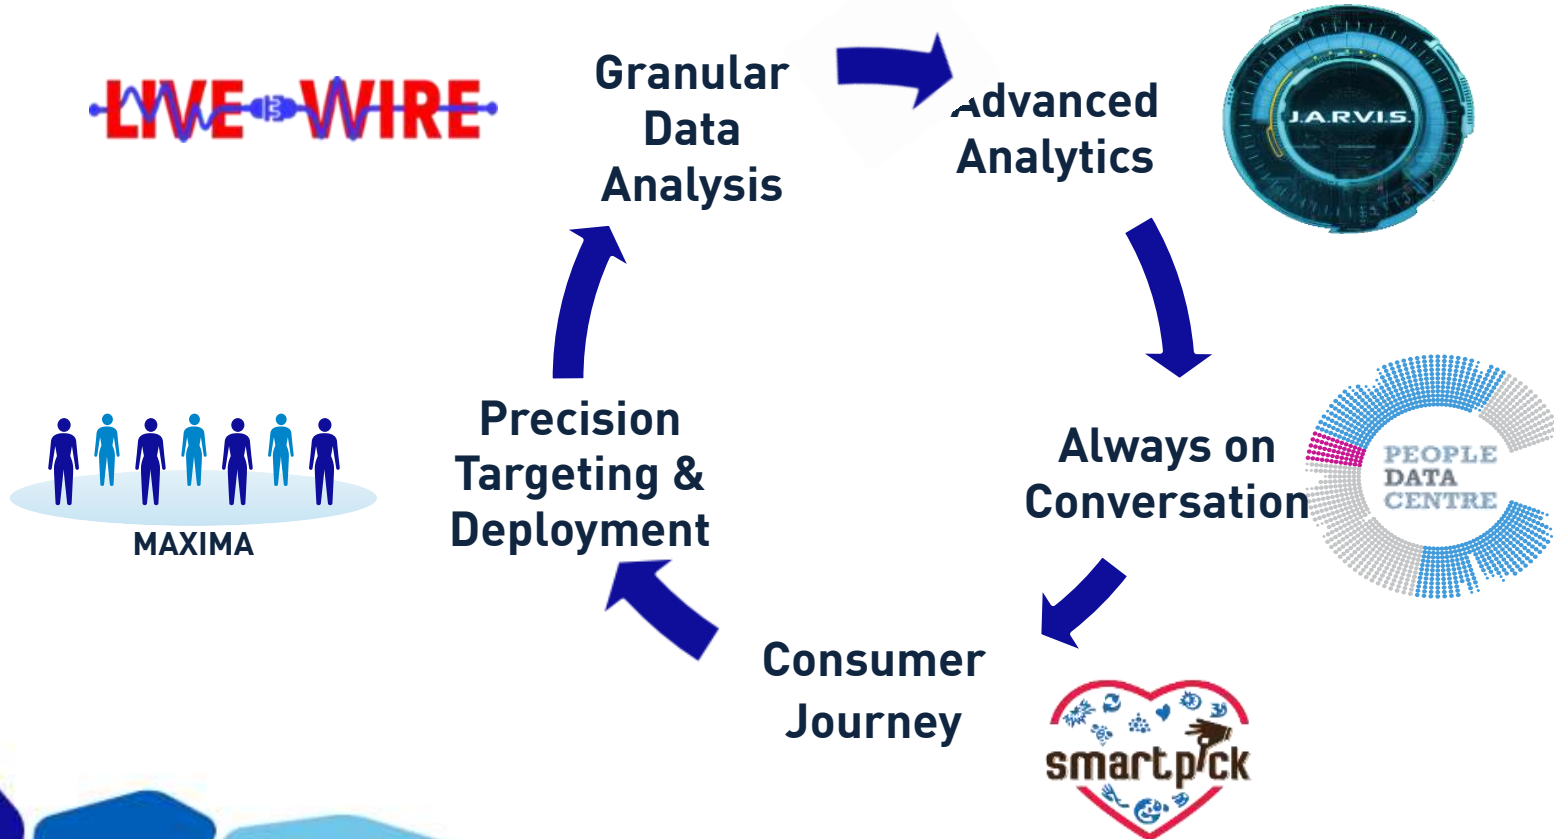 LIVE WIRE
Granular
Data
Analysis
Advanced
Analytics
J.A.R.V.I.S.
Precision
Targeting &
Deployment
MAXIMA
Always on
Conversation
PEOPLE
DATA
CENTRE
Consumer
Journey
smartpick